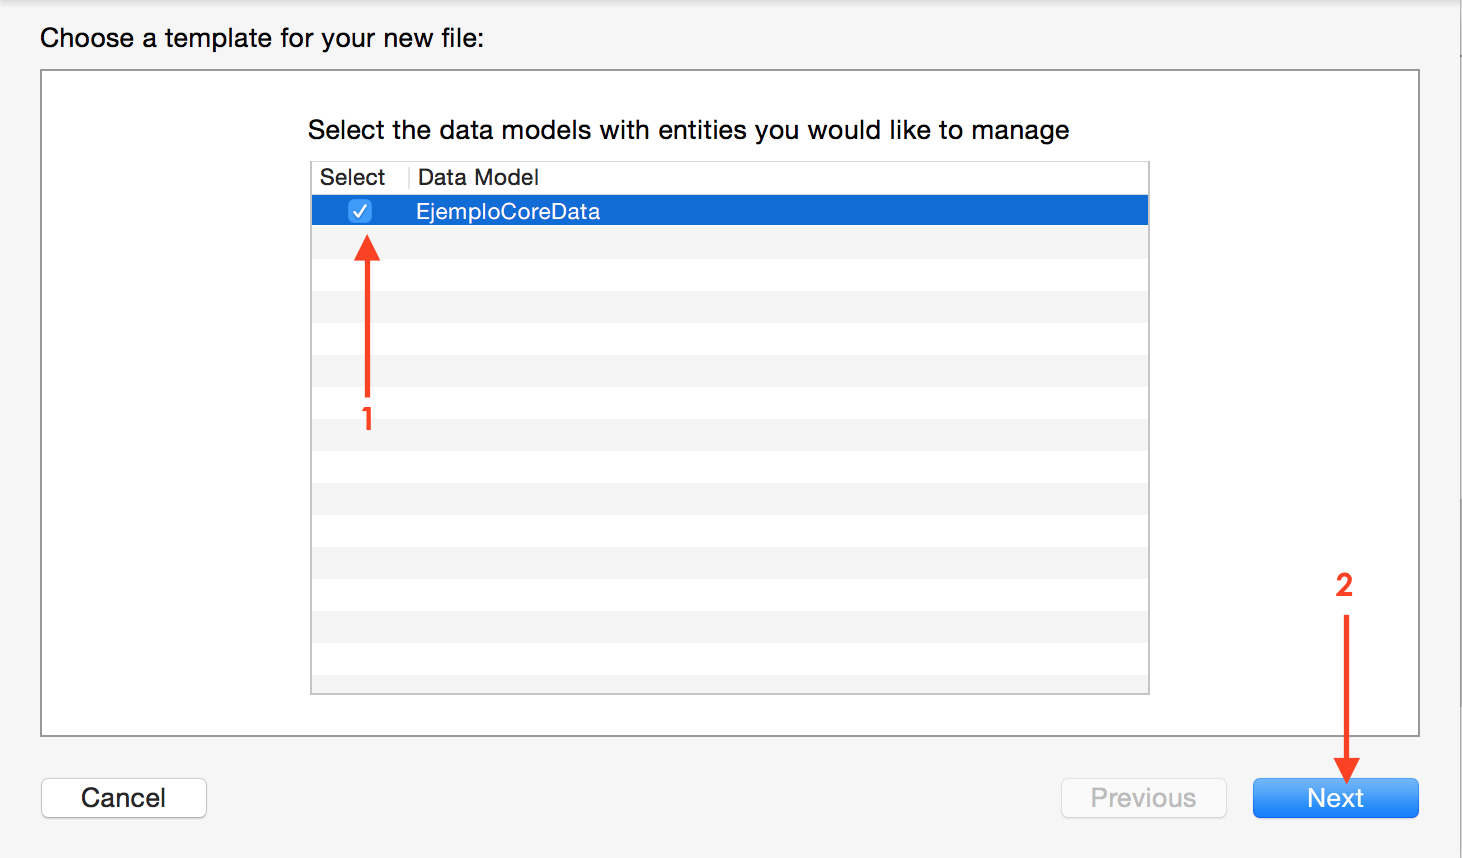 Choose a template for your new file:
Select the data models with entities you would like to manage
Select Data Model
EjemploCoreData
1
2
Cancel Previous Next